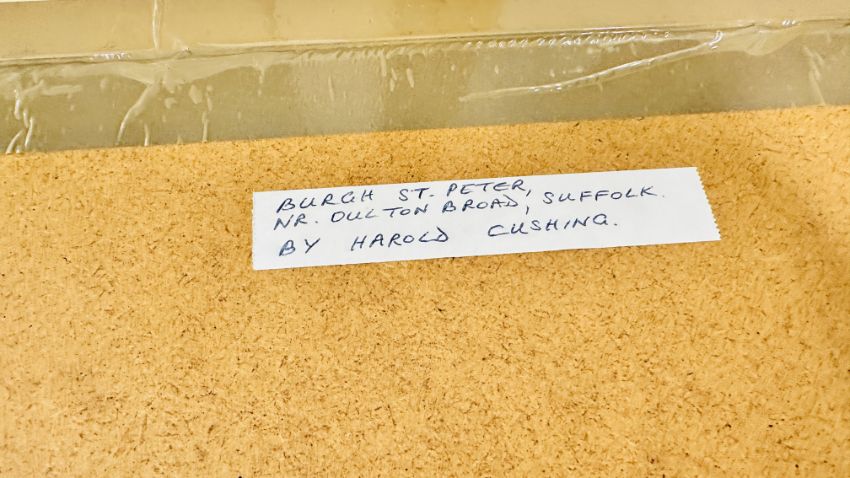 BURGH ST. PETER,
NR. OULTON BROAD, SUFFOLK.
BY HAROLD CUSHING.